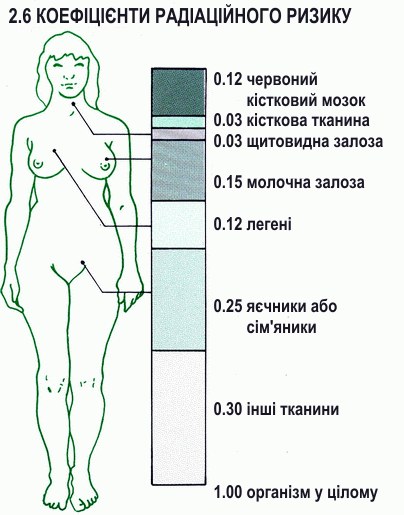 2.6 КОЕФІЦІЄНТИ РАДІАЦІЙНОГО РИЗИКУ
0.12 червоний
кістковий мозок
0.03 кісткова тканина
0.03 щитовидна залоза
0.15 молочна залоза
0.12 легені
0.25 яєчники або
сім'яники
0.30 інші тканини
1.00 організм у цілому